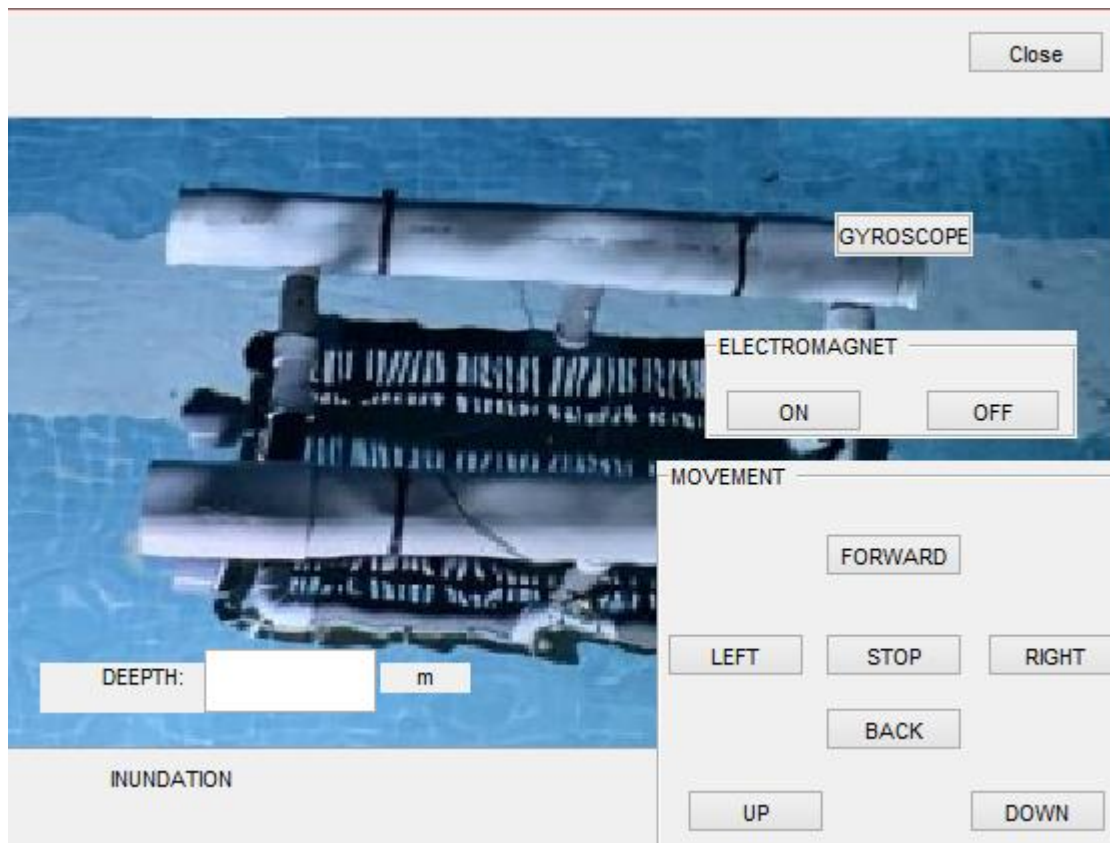 Close
GYROSCOPE
ELECTROMAGNET
ON OFF
MOVEMENT
FORWARD
LEFT STOP RIGHT
DEEPTH: m
BACK
INUNDATION
UP DOWN